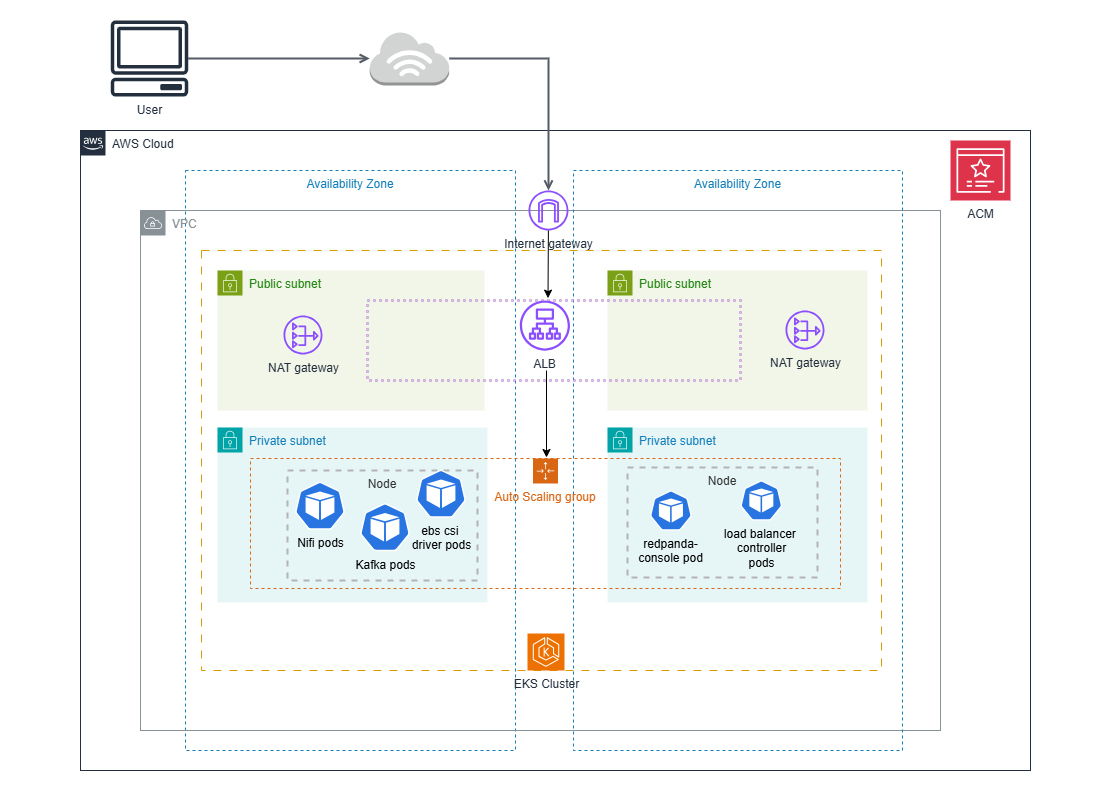 User
aws
AWS Cloud
ACM
Availability Zone
Availability Zone
VPC
Internet gateway
Public subnet
Public subnet
NAT gateway
ALB
NAT gateway
Private subnet
Private subnet
Auto Scaling group
Node
Nifi pods
Kafka pods
ebs csi
driver pods
Node
redpanda-
console pod
load balancer
controller
pods
K
EKS Cluster